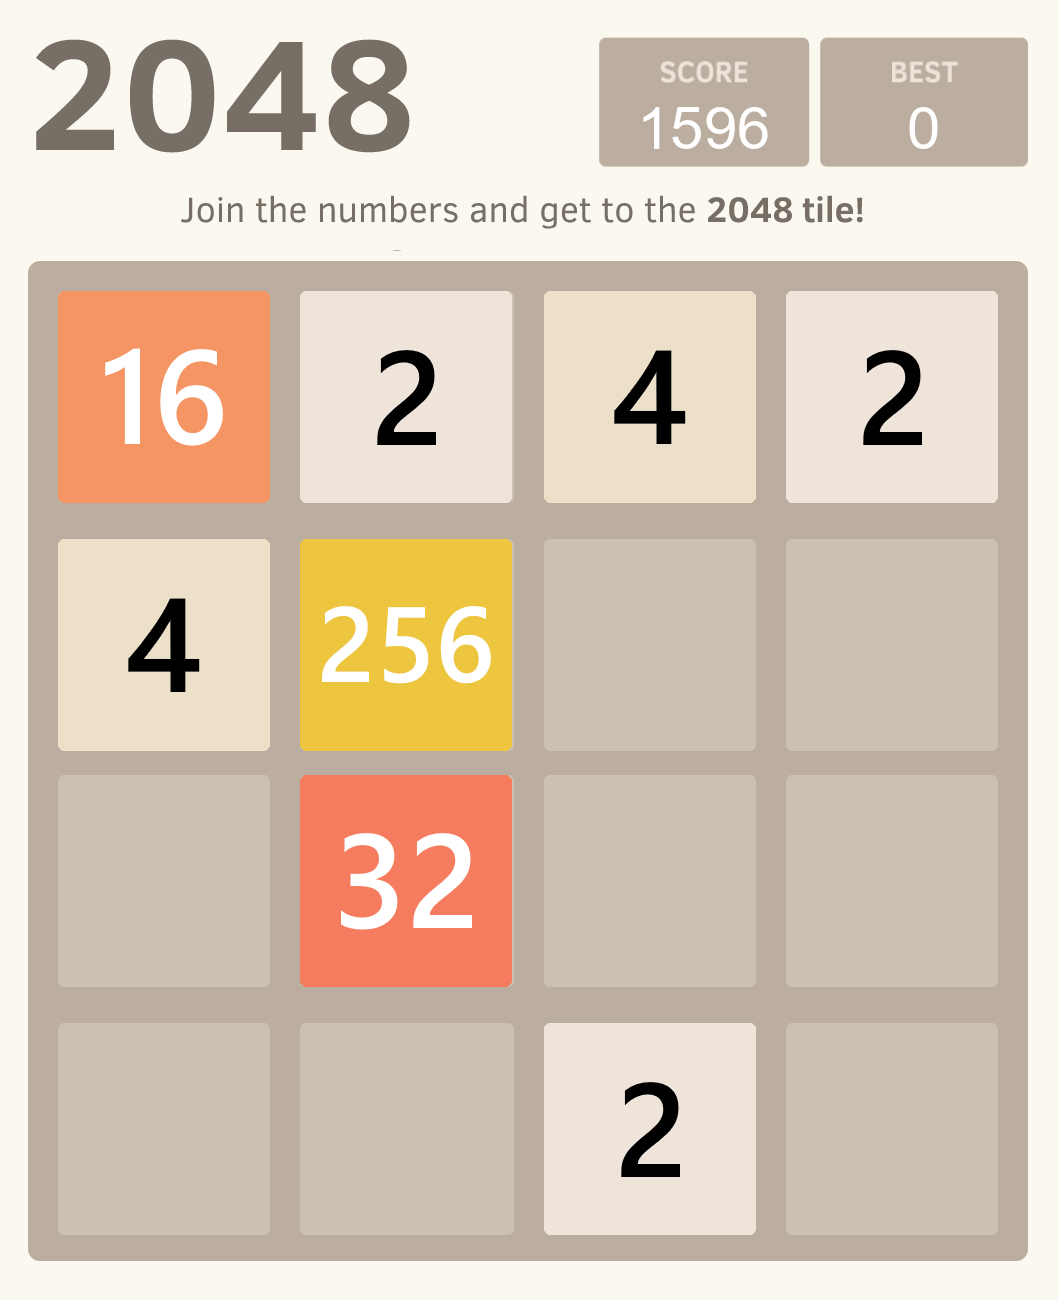 2048
SCORE BEST
1596 0
Join the numbers and get to the 2048 tile!
16 2 4 2
4 256
32
2